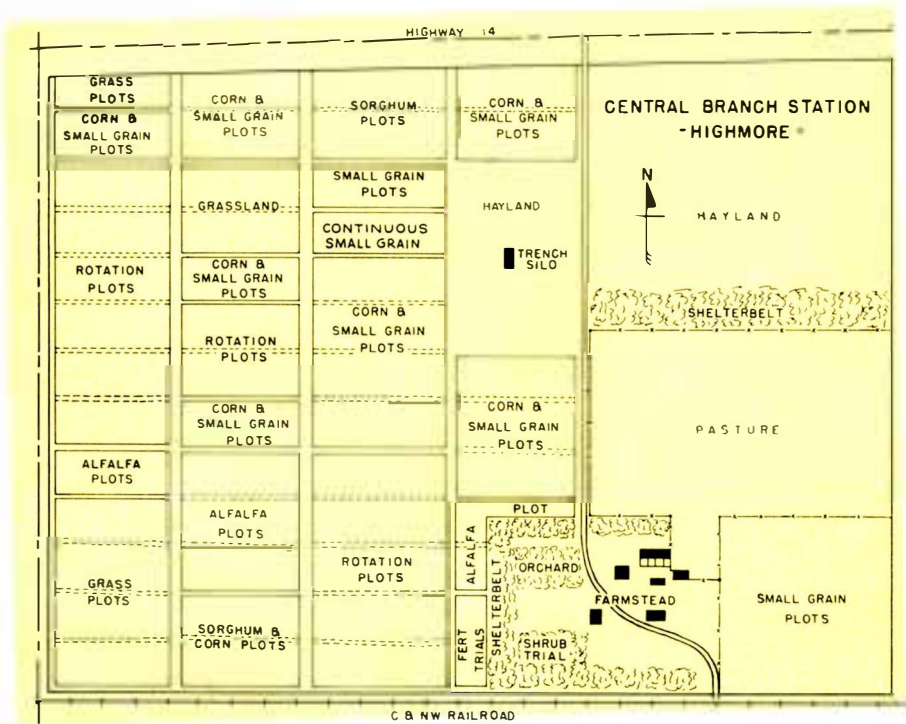 HIGHWAY 14
GRASS
PLOTS
CORN &
SMALL GRAIN
PLOTS
CORN &
SMALL GRAIN
PLOTS
SORGHUM
PLOTS
CORN &
SMALL GRAIN
PLOTS
CENTRAL BRANCH STATION
-HIGHMORE
N
HAYLAND
ROTATION
PLOTS
GRASSLAND
SMALL GRAIN
PLOTS
CONTINUOUS
SMALL GRAIN
HAYLAND
TRENCH
SILO
CORN &
SMALL GRAIN
PLOTS
CORN &
SMALL GRAIN
PLOTS
SHELTERBELT
ROTATION
PLOTS
CORN &
SMALL GRAIN
PLOTS
CORN &
SMALL GRAIN
PLOTS
PASTURE
ALFALFA
PLOTS
ALFALFA
PLOTS
ROTATION
PLOTS
PLOT
ALFALFA
SHELTERBELT
ORCHARD
FARMSTEAD
GRASS
PLOTS
SORGHUM &
CORN PLOTS
FERT
TRIALS
SHRUB
TRIAL
SMALL GRAIN
PLOTS
C & NW RAILROAD